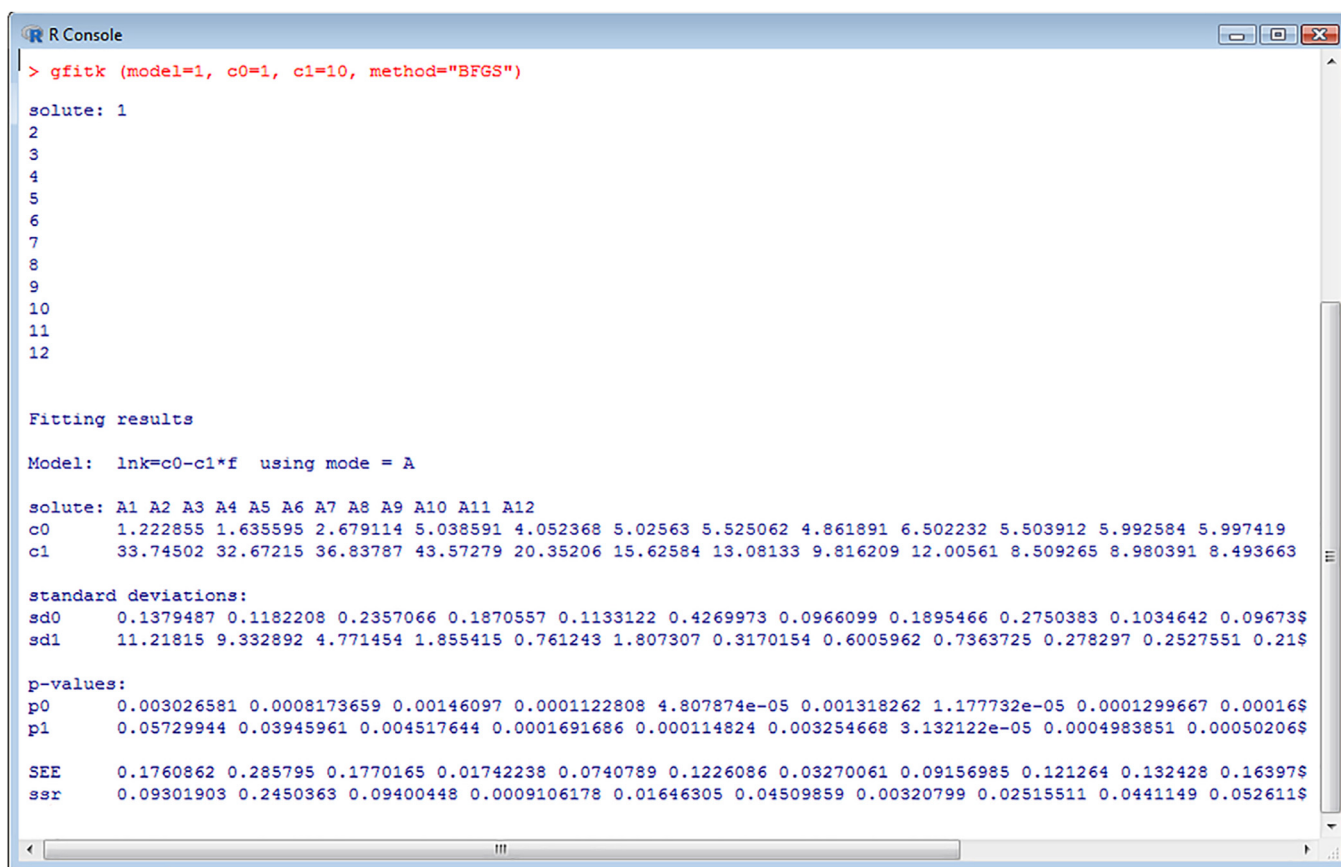 R Console
> gfitk (model=1, c0=1, c1=10, method="BFGS")
solute: 1
2
3
4
5
6
7
8
9
10
11
12
Fitting results
Model:  lnk=c0-c1*f  using mode = A
solute: A1 A2 A3 A4 A5 A6 A7 A8 A9 A10 A11 A12
c0 1.222855 1.635595 2.679114 5.038591 4.052368 5.02563 5.525062 4.861891 6.502232 5.503912 5.992584 5.997419
c1 33.74502 32.67215 36.83787 43.57279 20.35206 15.62584 13.08133 9.816209 12.00561 8.509265 8.980391 8.493663
standard deviations:
sd0 0.1379487 0.1182208 0.2357066 0.1870557 0.1133122 0.4269973 0.0966099 0.1895466 0.2750383 0.1034642 0.09673$
sd1 11.21815 9.332892 4.771454 1.855415 0.761243 1.807307 0.3170154 0.6005962 0.7363725 0.278297 0.2527551 0.21$
p-values:
p0 0.003026581 0.0008173659 0.00146097 0.0001122808 4.807874e-05 0.001318262 1.177732e-05 0.0001299667 0.00016$
p1 0.05729944 0.03945961 0.004517644 0.0001691686 0.000114824 0.003254668 3.132122e-05 0.0004983851 0.00050206$
SEE 0.1760862 0.285795 0.1770165 0.01742238 0.0740789 0.1226086 0.03270061 0.09156985 0.121264 0.132428 0.16397$
ssr 0.09301903 0.2450363 0.09400448 0.0009106178 0.01646305 0.04509859 0.00320799 0.02515511 0.0441149 0.052611$